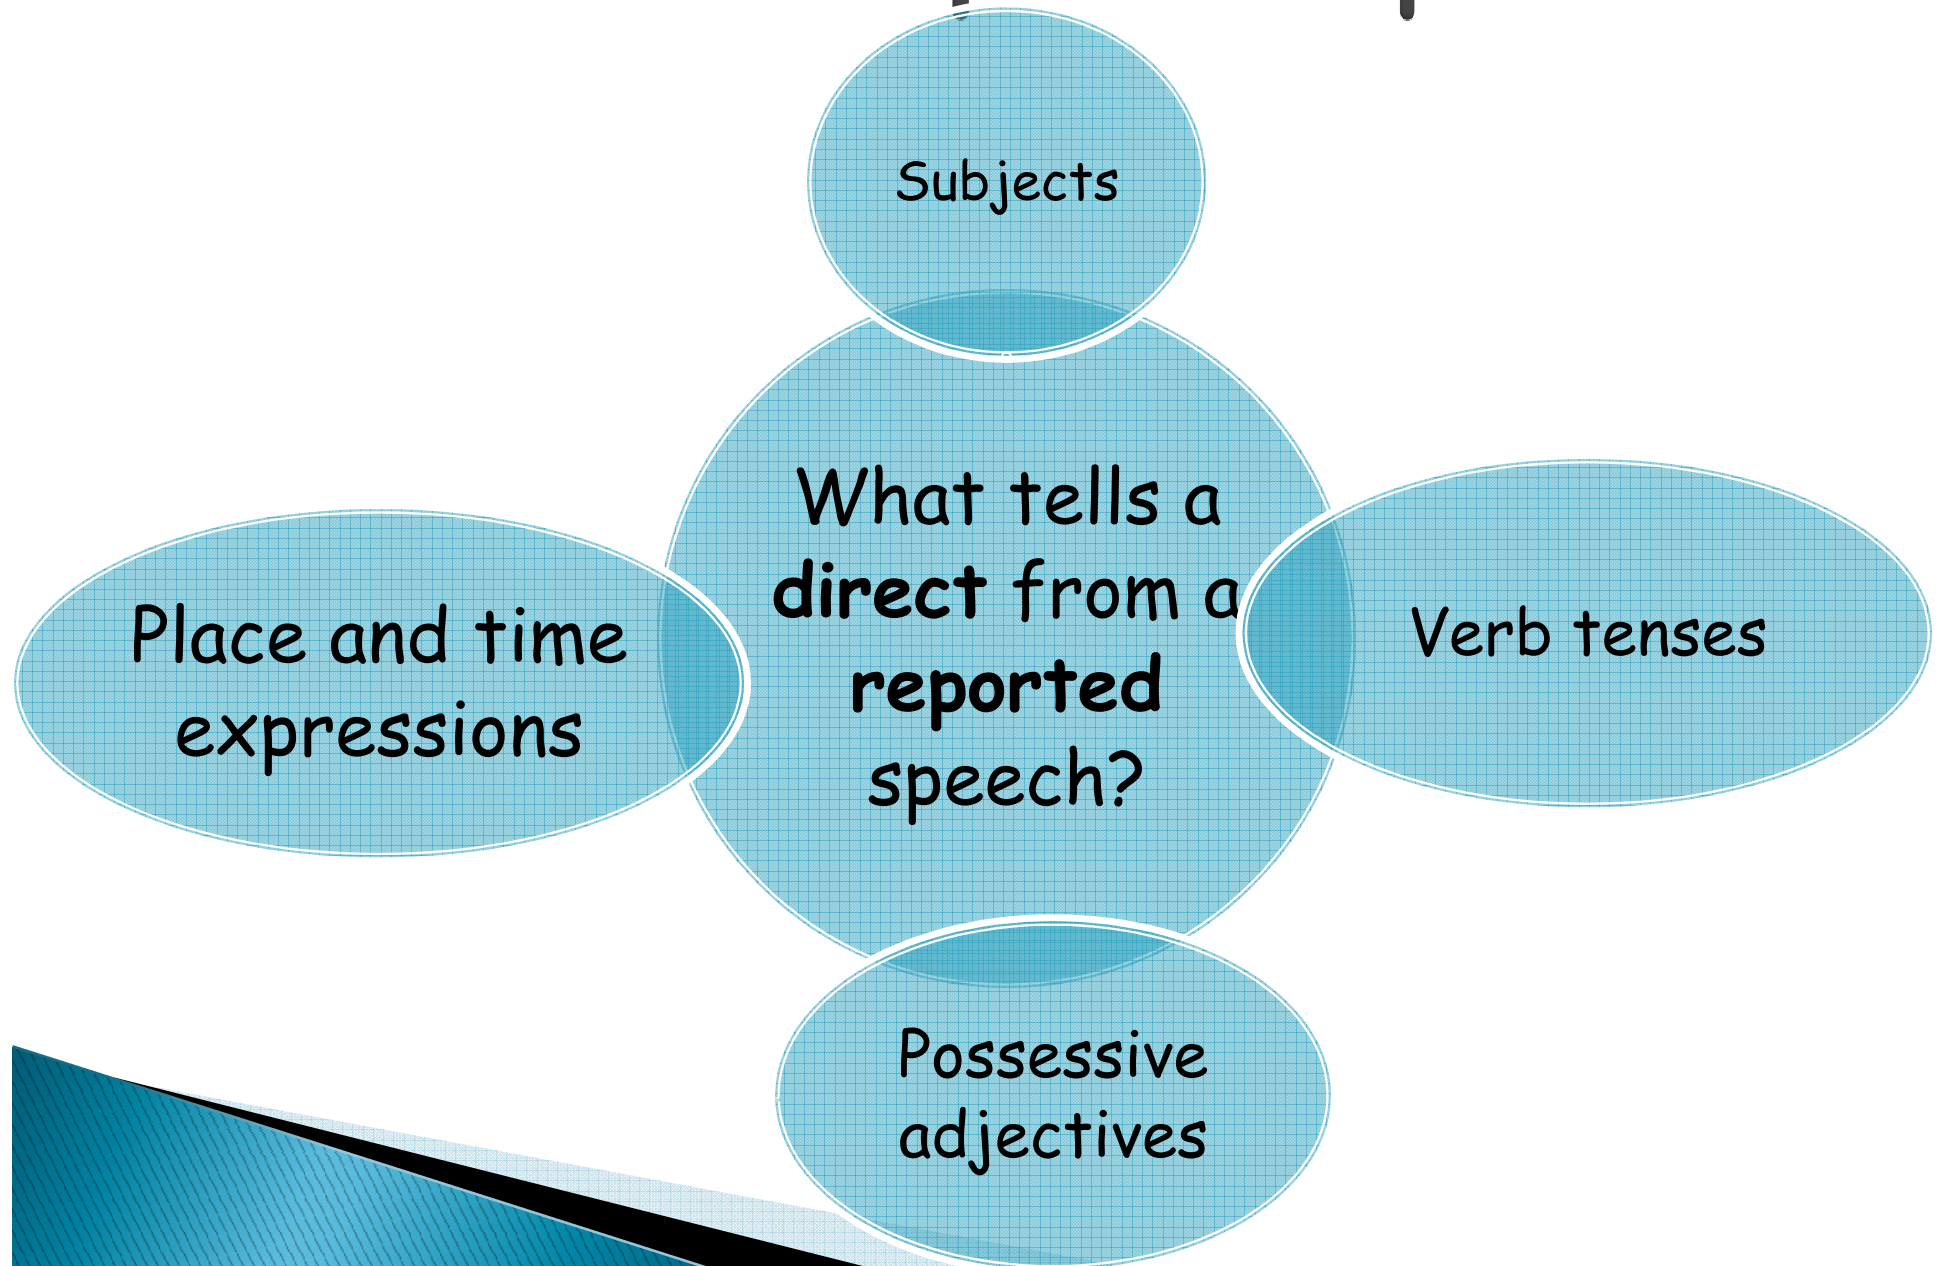 Subjects
What tells a
direct from a
reported
speech?
Place and time
expressions
Verb tenses
Possessive
adjectives